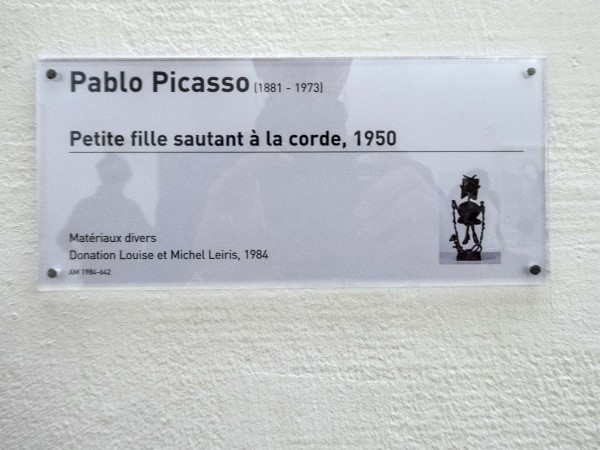 Pablo Picasso (1881 - 1973)
Petite fille sautant à la corde, 1950
Matériaux divers
Donation Louise et Michel Leiris, 1984
AM 1984-642